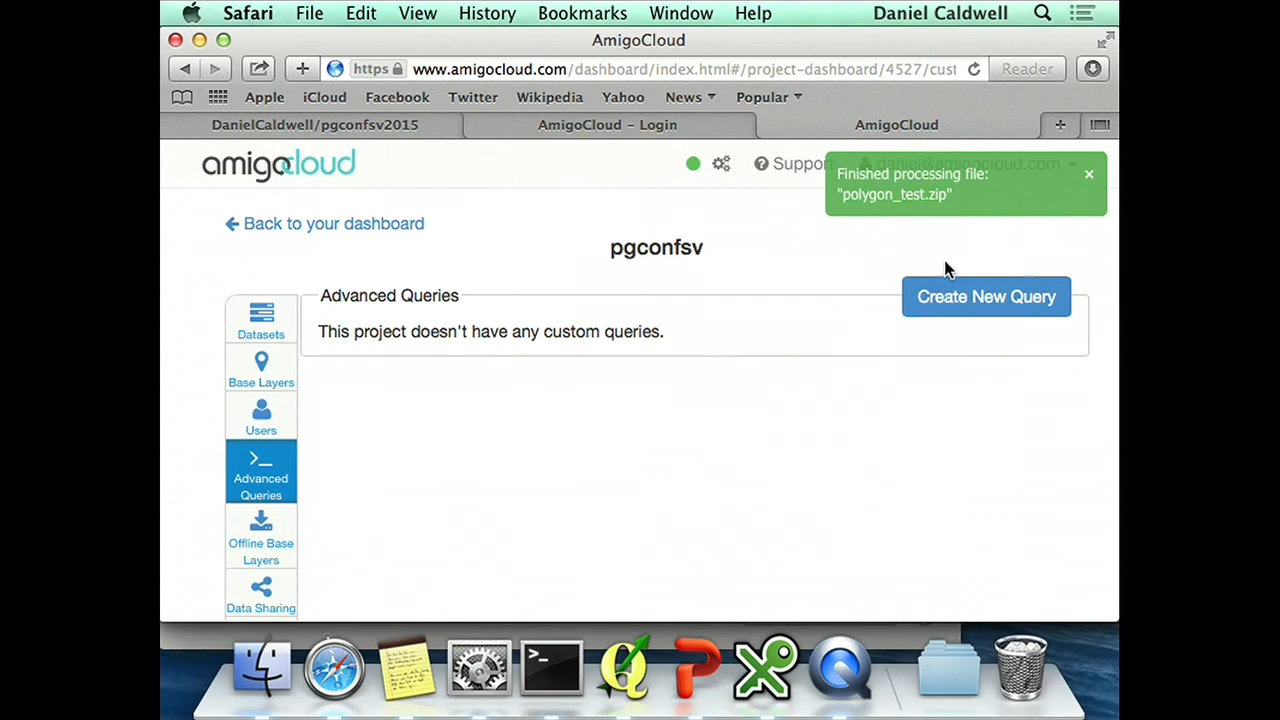 Safari File Edit View History Bookmarks Window Help Daniel Caldwell
AmigoCloud
https www.amigocloud.com/dashboard/index.html#/project-dashboard/4527/cust Reader
Apple iCloud Facebook Twitter Wikipedia Yahoo News Popular
DanielCaldwell/pgconfsv2015 AmigoCloud – Login AmigoCloud
amigocloud Support daniel@amigocloud.com
Finished processing file:
"polygon_test.zip"
Back to your dashboard
pgconfsv
Advanced Queries
Create New Query
This project doesn't have any custom queries.
Datasets
Base Layers
Users
Advanced
Queries
Offline Base
Layers
Data Sharing